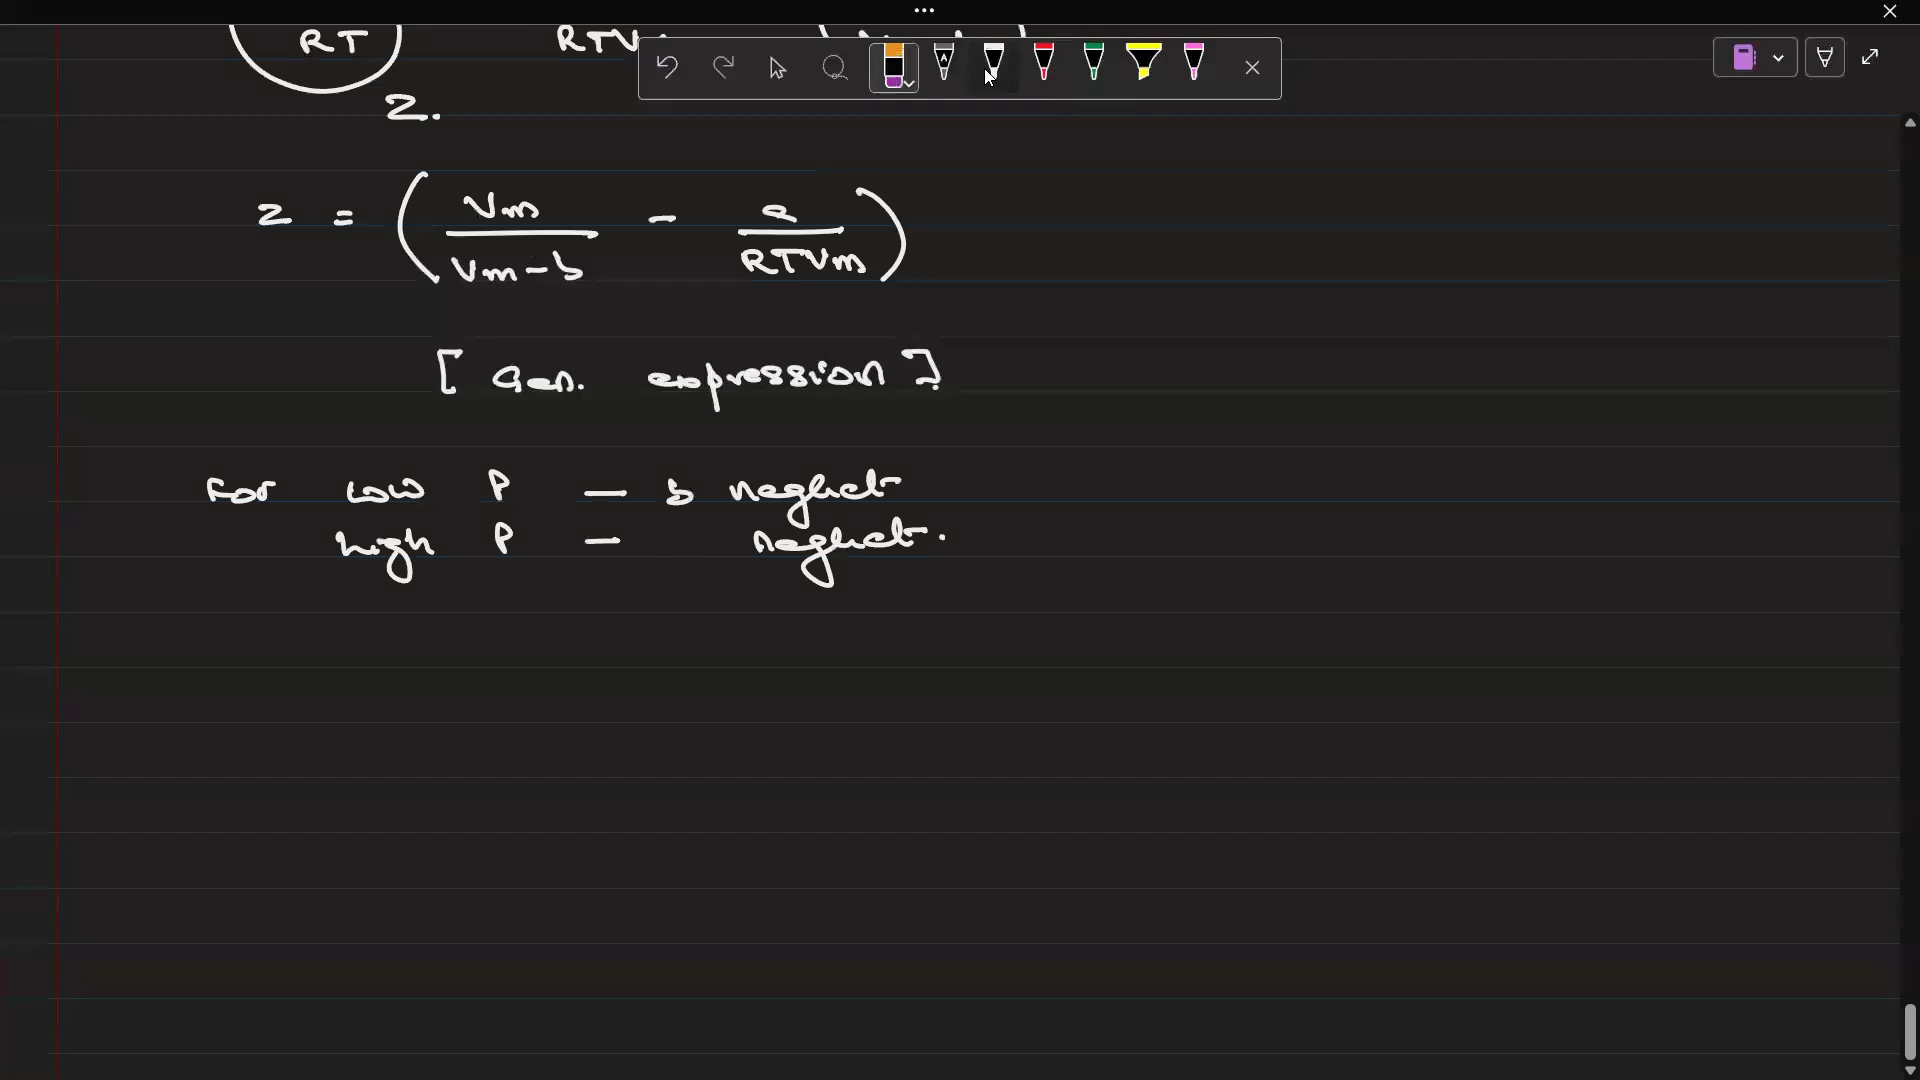 RT RTV
Z.
Z = ( Vm / Vm - b - a / RTVm )
[ Gen. expression ]
For low P — b neglect
high P — neglect.